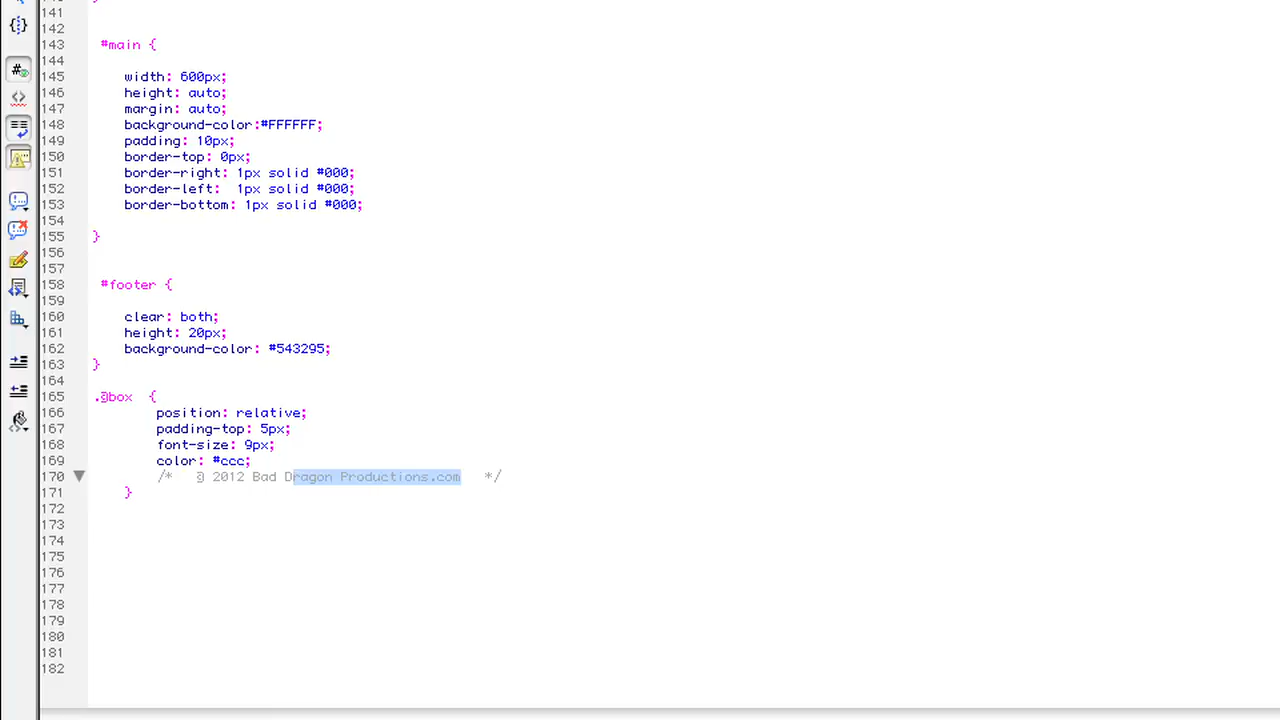 141
142
143 #main {
144
145 width: 600px;
146 height: auto;
147 margin: auto;
148 background-color:#FFFFFF;
149 padding: 10px;
150 border-top: 0px;
151 border-right: 1px solid #000;
152 border-left:  1px solid #000;
153 border-bottom: 1px solid #000;
154
155 }
156
157
158 #footer {
159
160 clear: both;
161 height: 20px;
162 background-color: #543295;
163 }
164
165 .@box  {
166 position: relative;
167 padding-top: 5px;
168 font-size: 9px;
169 color: #ccc;
170 /*   @ 2012 Bad Dragon Productions.com   */
171 }
172
173
174
175
176
177
178
179
180
181
182